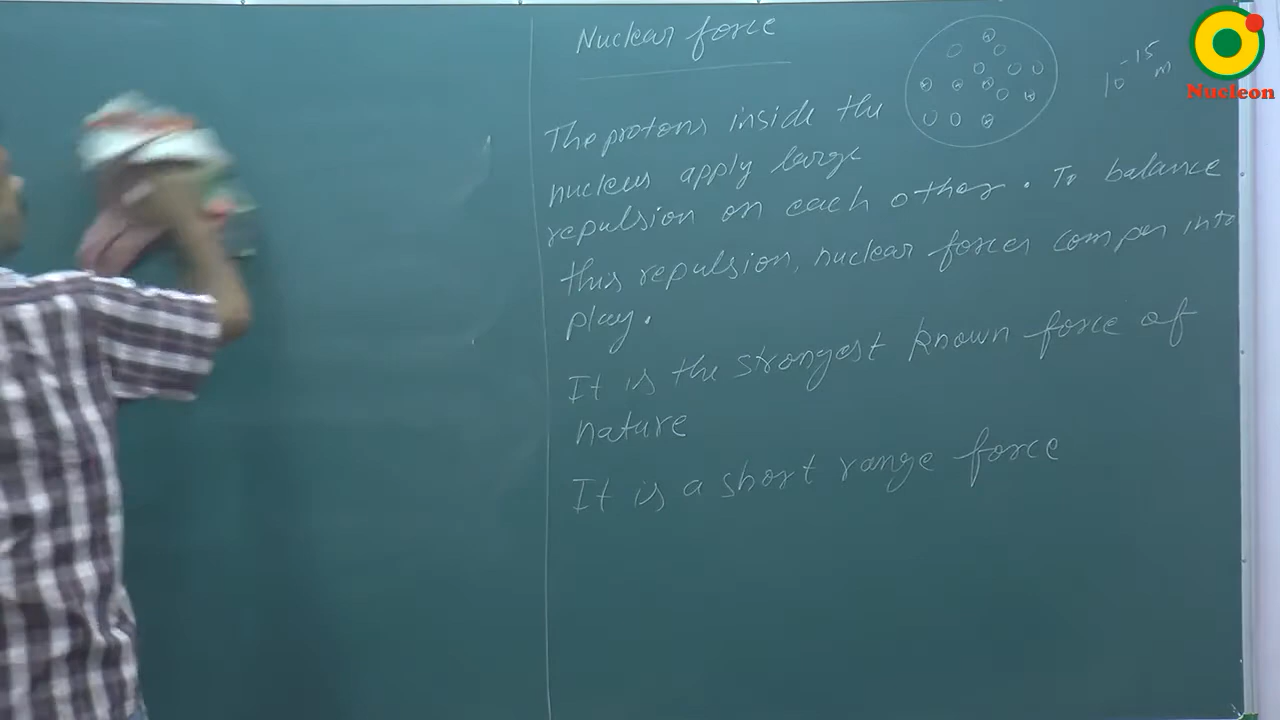 Nuclear force
The protons inside the
nucleus apply large
repulsion on each other. To balance
this repulsion, nuclear forces comes into
play.
It is the strongest known force of
nature
It is a short range force
10⁻¹⁵ m
Nucleon